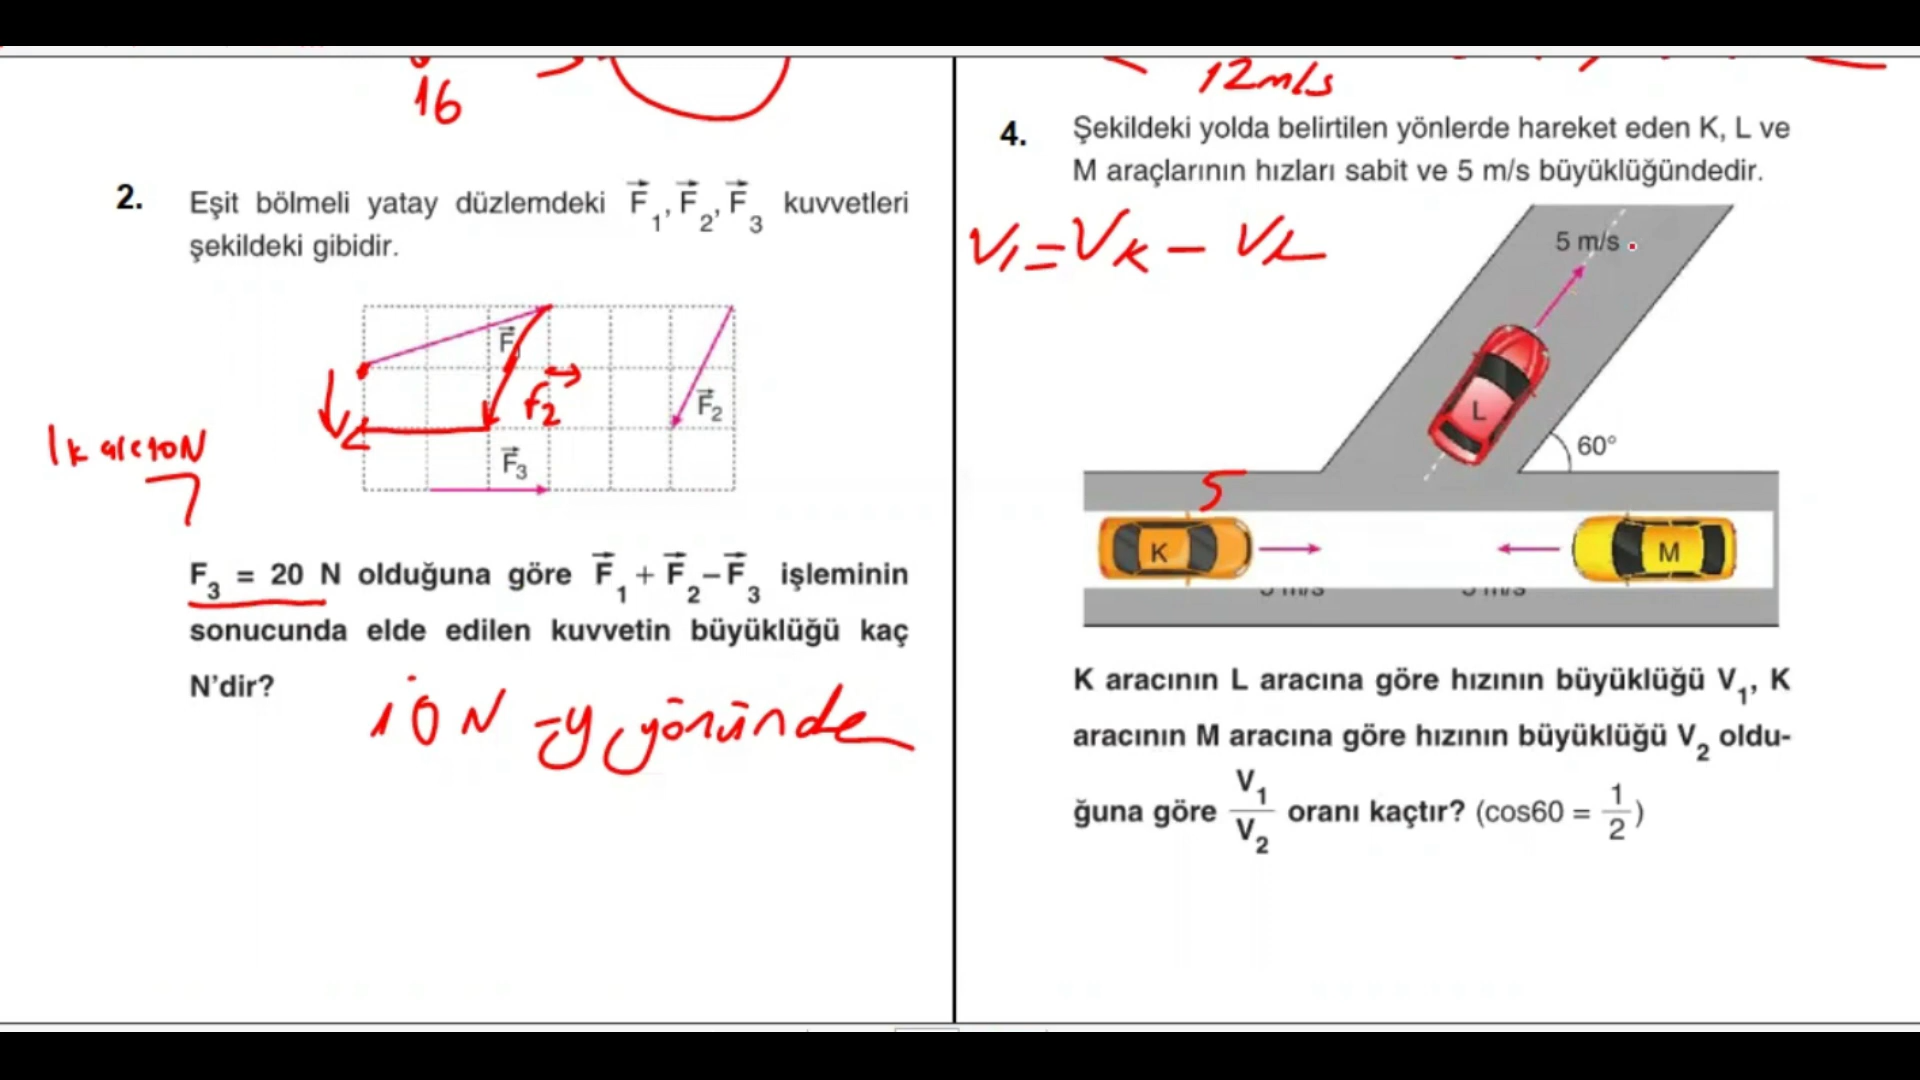 16
2. Eşit bölmeli yatay düzlemdeki F1, F2, F3 kuvvetleri
şekildeki gibidir.
F1
f2
F2
F3
1k areton
F3 = 20 N olduğuna göre F1 + F2 – F3 işleminin
sonucunda elde edilen kuvvetin büyüklüğü kaç
N'dir?
10 N -y yönünde
12m/s
4. Şekildeki yolda belirtilen yönlerde hareket eden K, L ve
M araçlarının hızları sabit ve 5 m/s büyüklüğündedir.
V1 = VK – VL
5 m/s
L
60°
5
K
M
5 m/s 5 m/s
K aracının L aracına göre hızının büyüklüğü V1, K
aracının M aracına göre hızının büyüklüğü V2 oldu-
ğuna göre V1/V2 oranı kaçtır? (cos60 = 1/2)